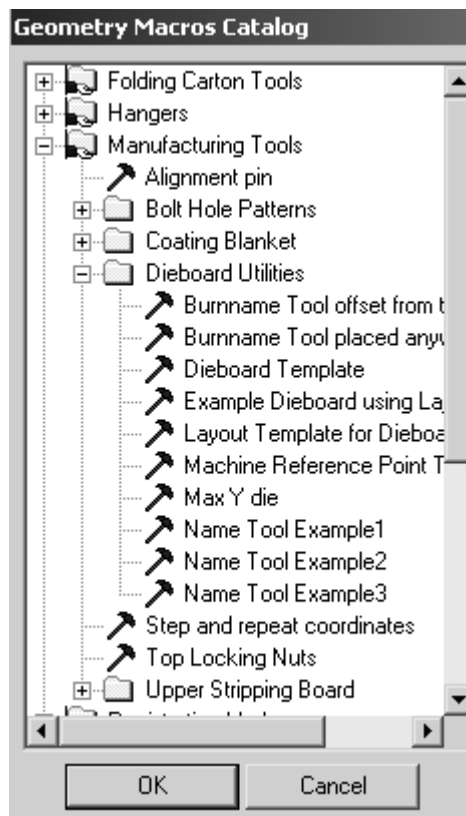 Geometry Macros Catalog
Folding Carton Tools
Hangers
Manufacturing Tools
Alignment pin
Bolt Hole Patterns
Coating Blanket
Dieboard Utilities
Burnname Tool offset from t
Burnname Tool placed anyw
Dieboard Template
Example Dieboard using La
Layout Template for Dieboa
Machine Reference Point T
Max Y die
Name Tool Example1
Name Tool Example2
Name Tool Example3
Step and repeat coordinates
Top Locking Nuts
Upper Stripping Board
OK Cancel